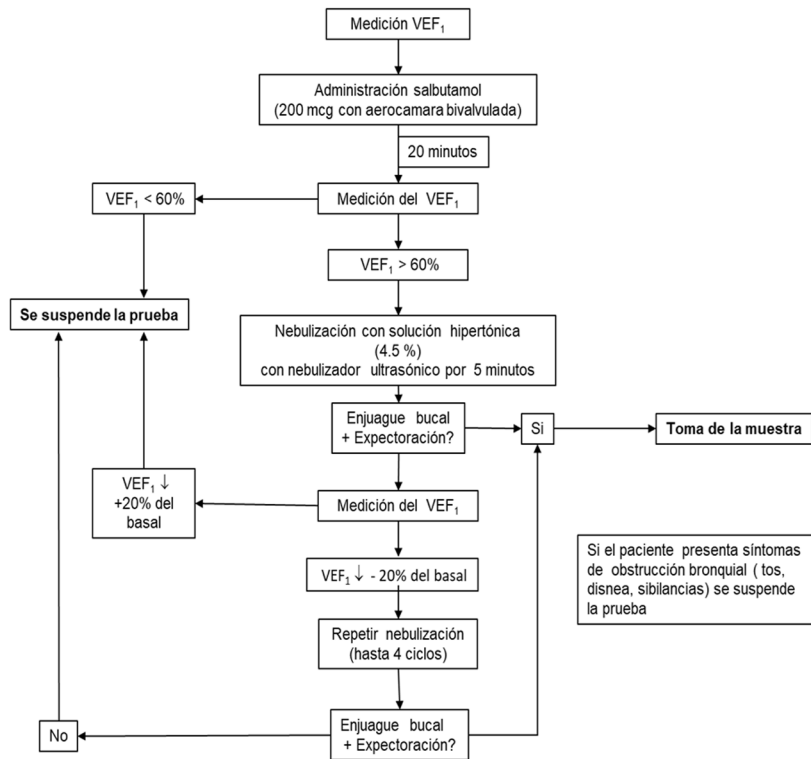 Medición VEF₁
Administración salbutamol
(200 mcg con aerocamara bivalvulada)
20 minutos
VEF₁ < 60%
Medición del VEF₁
VEF₁ > 60%
Se suspende la prueba
Nebulización con solución hipertónica
(4.5 %)
con nebulizador ultrasónico por 5 minutos
Enjuague bucal
+ Expectoración?
Si
Toma de la muestra
VEF₁ ↓
+20% del
basal
Medición del VEF₁
VEF₁ ↓ - 20% del basal
Si el paciente presenta síntomas
de obstrucción bronquial ( tos,
disnea, sibilancias) se suspende
la prueba
Repetir nebulización
(hasta 4 ciclos)
No
Enjuague bucal
+ Expectoración?